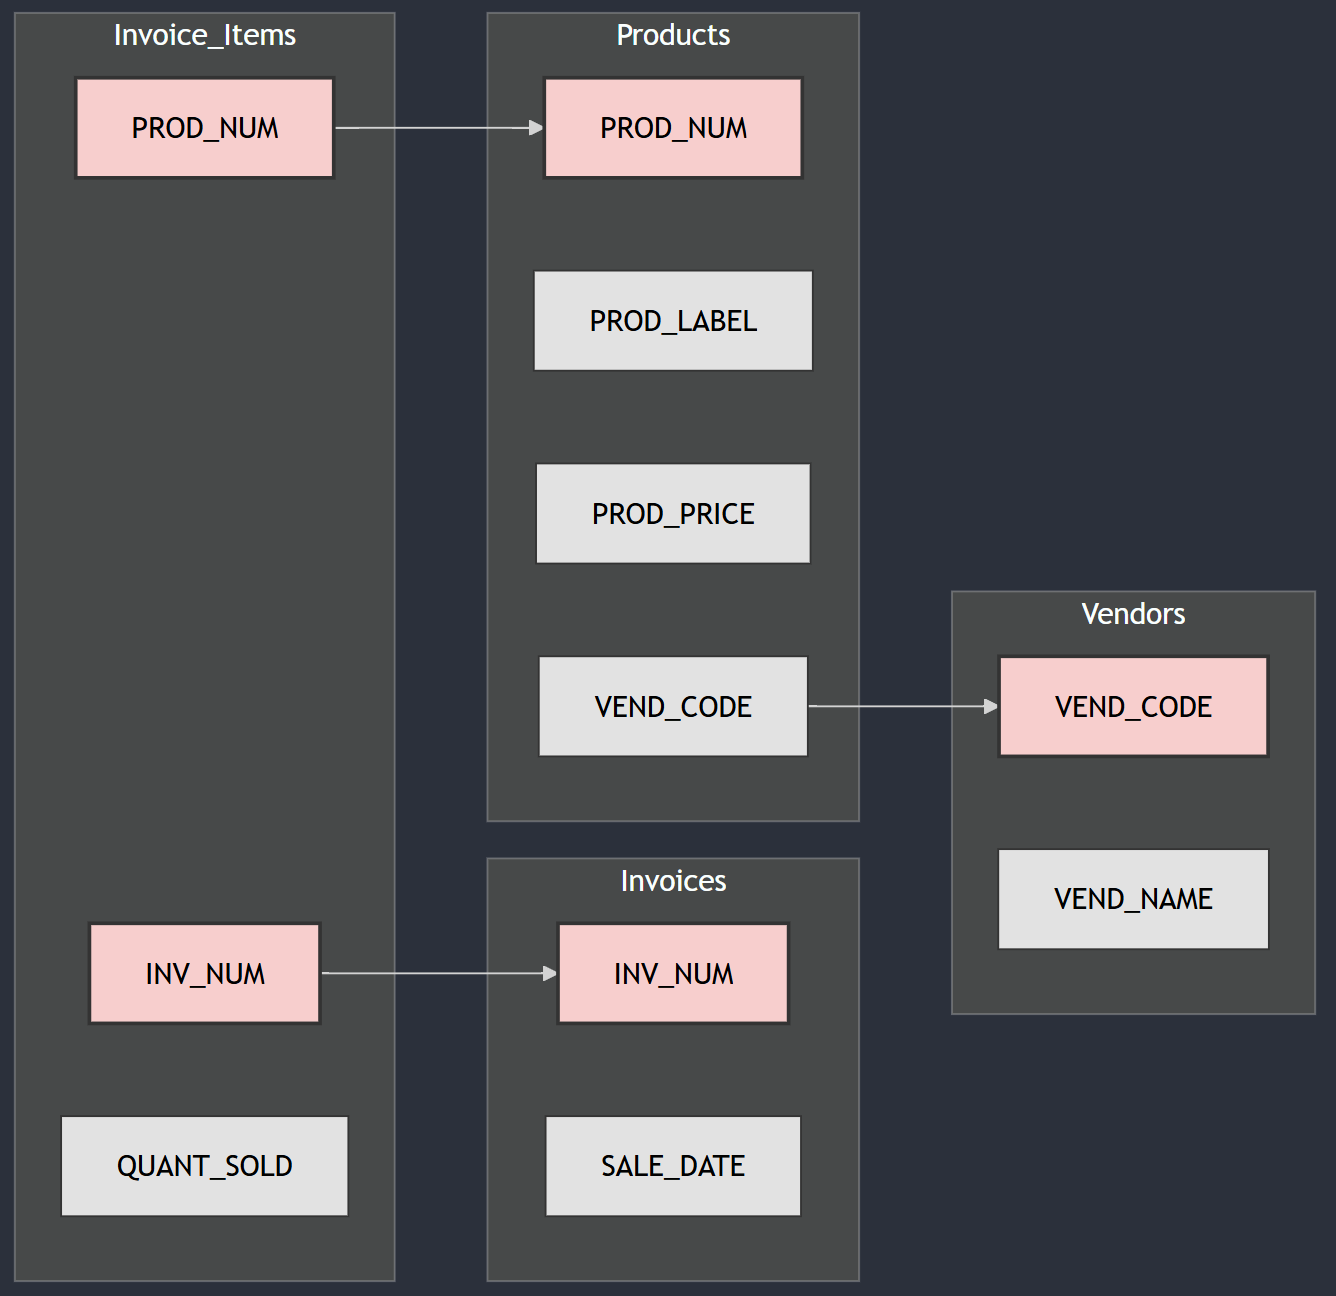 Invoice_Items
PROD_NUM
INV_NUM
QUANT_SOLD
Products
PROD_NUM
PROD_LABEL
PROD_PRICE
VEND_CODE
Invoices
INV_NUM
SALE_DATE
Vendors
VEND_CODE
VEND_NAME